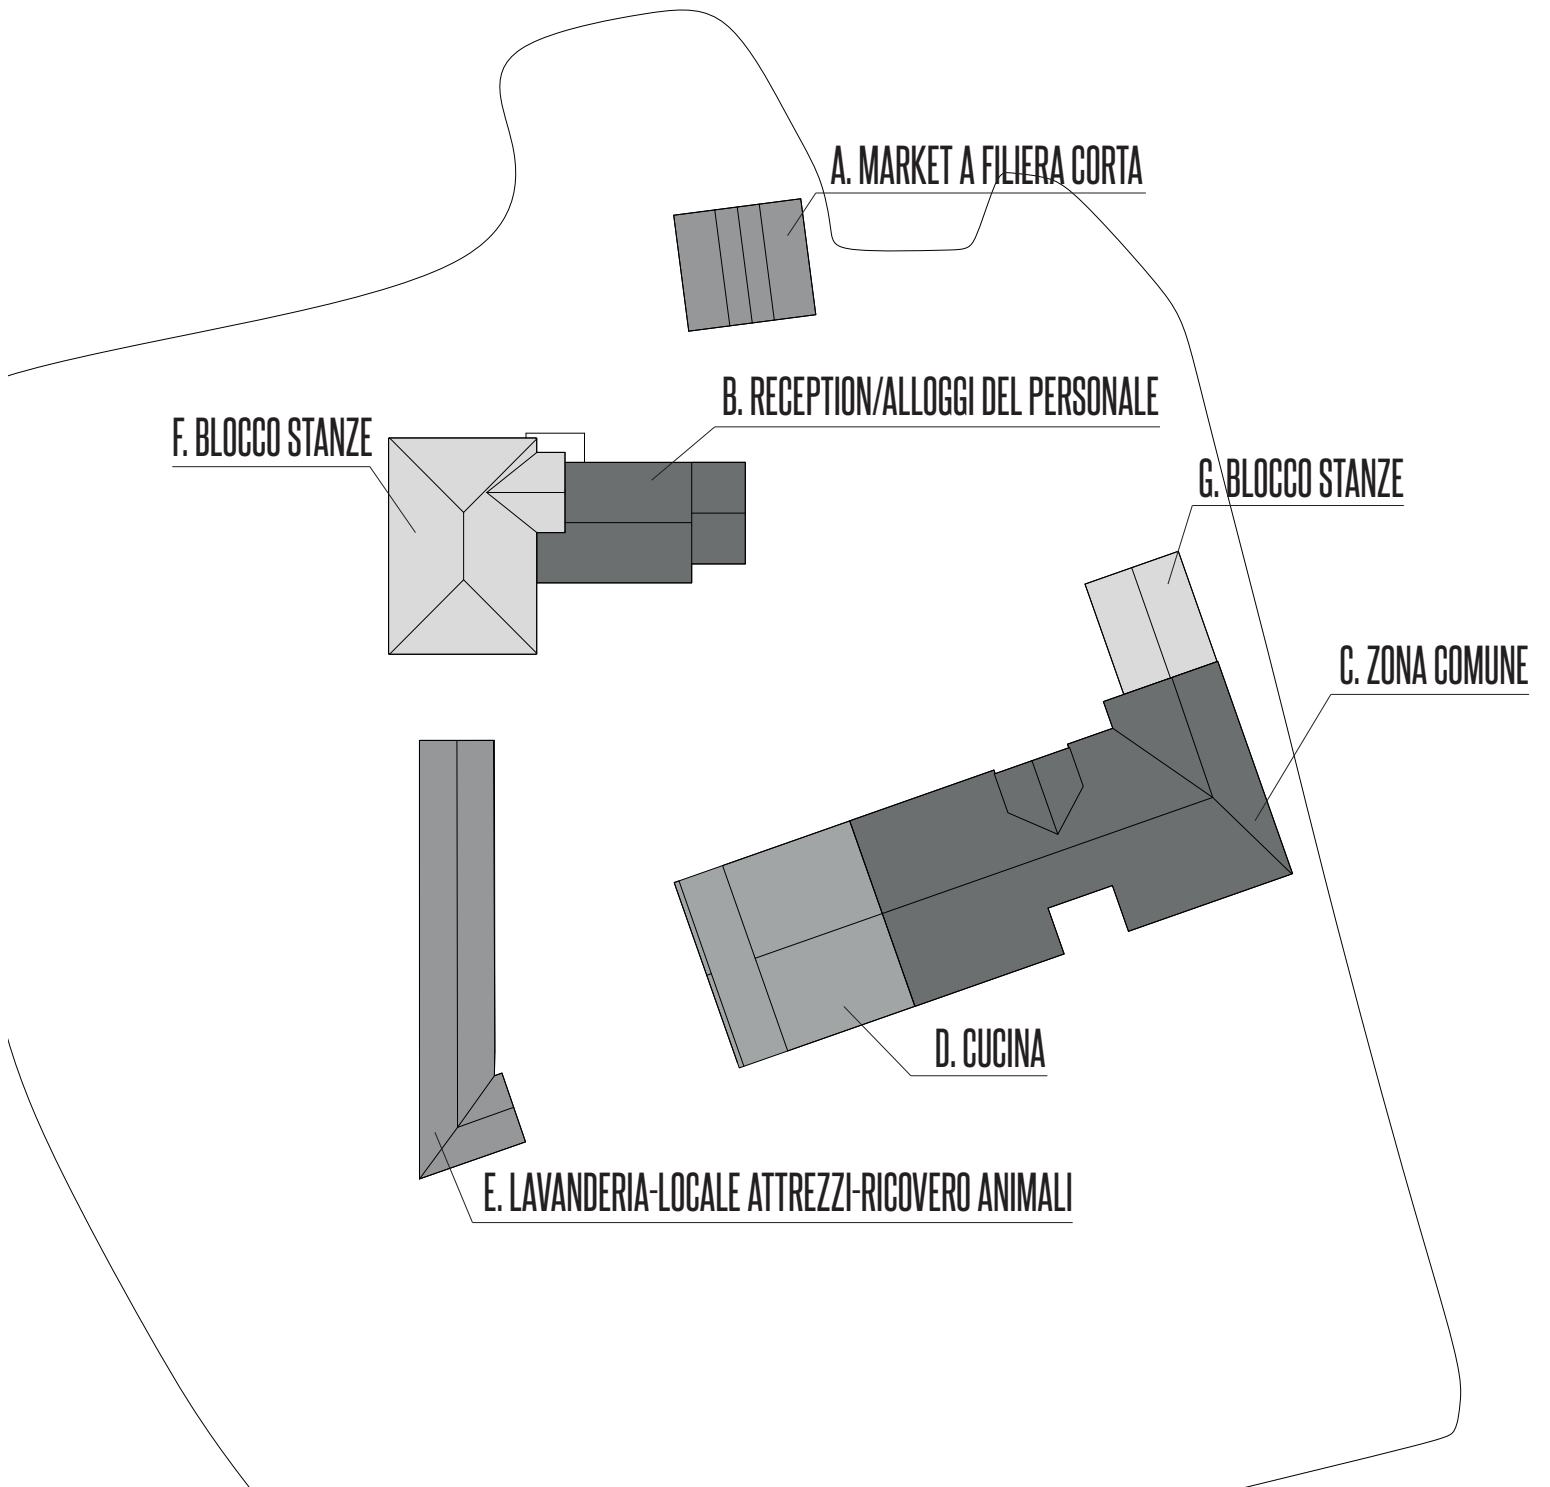 A. MARKET A FILIERA CORTA
B. RECEPTION/ALLOGGI DEL PERSONALE
F. BLOCCO STANZE
G. BLOCCO STANZE
C. ZONA COMUNE
D. CUCINA
E. LAVANDERIA-LOCALE ATTREZZI-RICOVERO ANIMALI